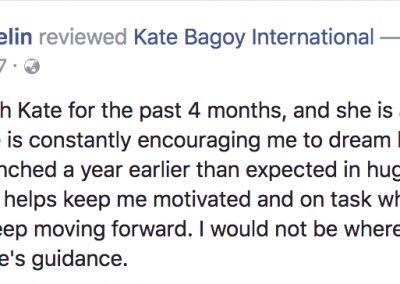 elin reviewed Kate Bagoy International —
7 ·
h Kate for the past 4 months, and she is
is constantly encouraging me to dream
nched a year earlier than expected in hug
helps keep me motivated and on task wh
eep moving forward. I would not be where
e's guidance.